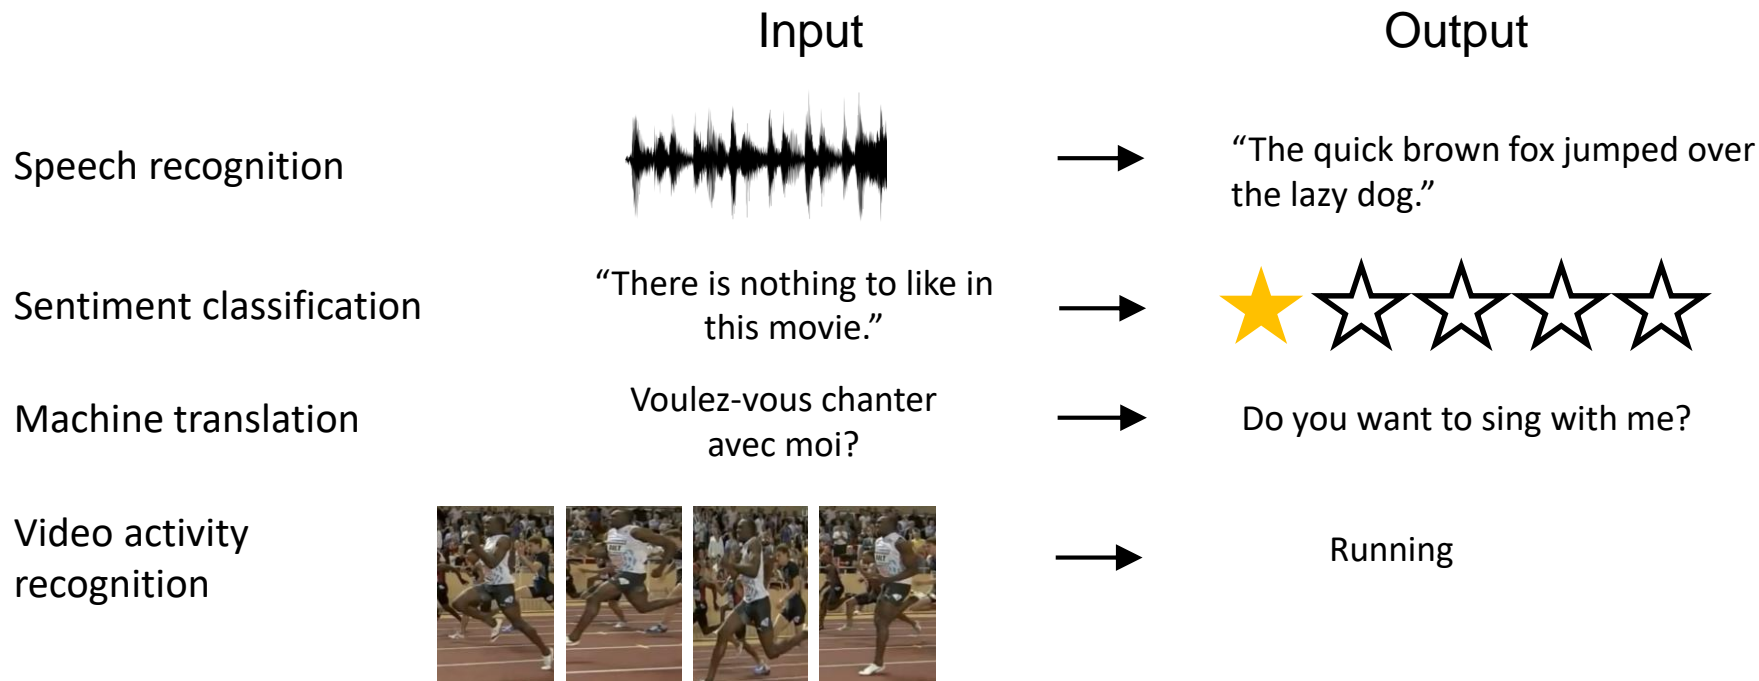 Input
Output
Speech recognition
“The quick brown fox jumped over
the lazy dog.”
Sentiment classification
“There is nothing to like in
this movie.”
Machine translation
Voulez-vous chanter
avec moi?
Do you want to sing with me?
Video activity
recognition
Running